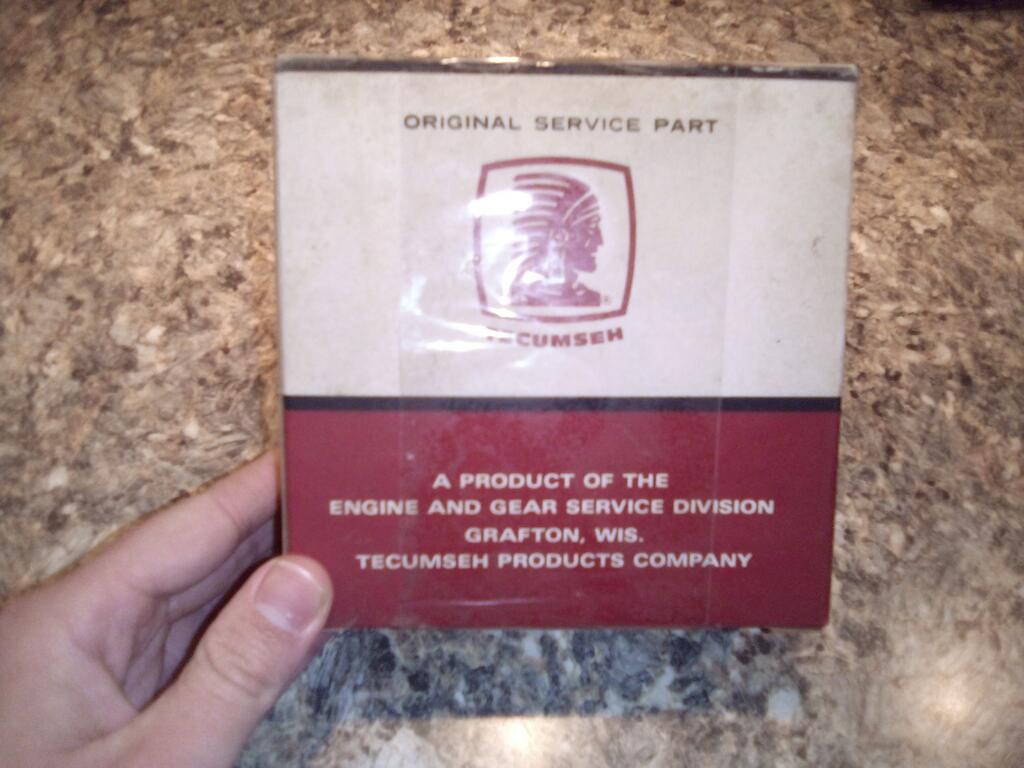 ORIGINAL SERVICE PART
®
TECUMSEH
A PRODUCT OF THE
ENGINE AND GEAR SERVICE DIVISION
GRAFTON, WIS.
TECUMSEH PRODUCTS COMPANY